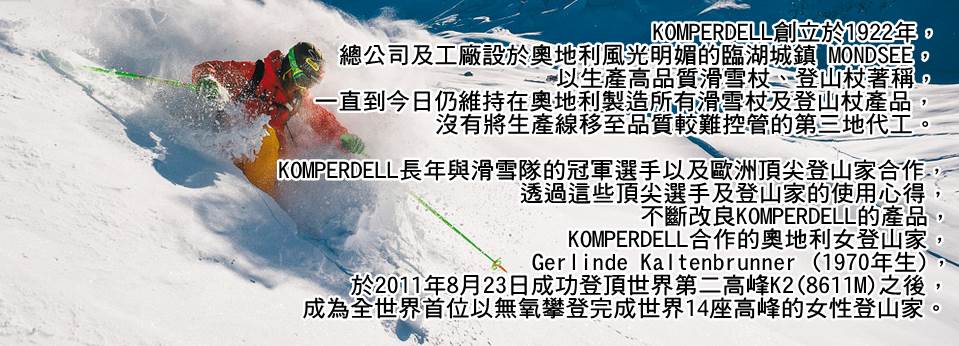 KOMPERDELL創立於1922年，
總公司及工廠設於奧地利風光明媚的臨湖城鎮 MONDSEE，
以生產高品質滑雪杖、登山杖著稱，
一直到今日仍維持在奧地利製造所有滑雪杖及登山杖產品，
沒有將生產線移至品質較難控管的第三地代工。
KOMPERDELL長年與滑雪隊的冠軍選手以及歐洲頂尖登山家合作，
透過這些頂尖選手及登山家的使用心得，
不斷改良KOMPERDELL的產品，
KOMPERDELL合作的奧地利女登山家，
Gerlinde Kaltenbrunner (1970年生)，
於2011年8月23日成功登頂世界第二高峰K2(8611M)之後，
成為全世界首位以無氧攀登完成世界14座高峰的女性登山家。